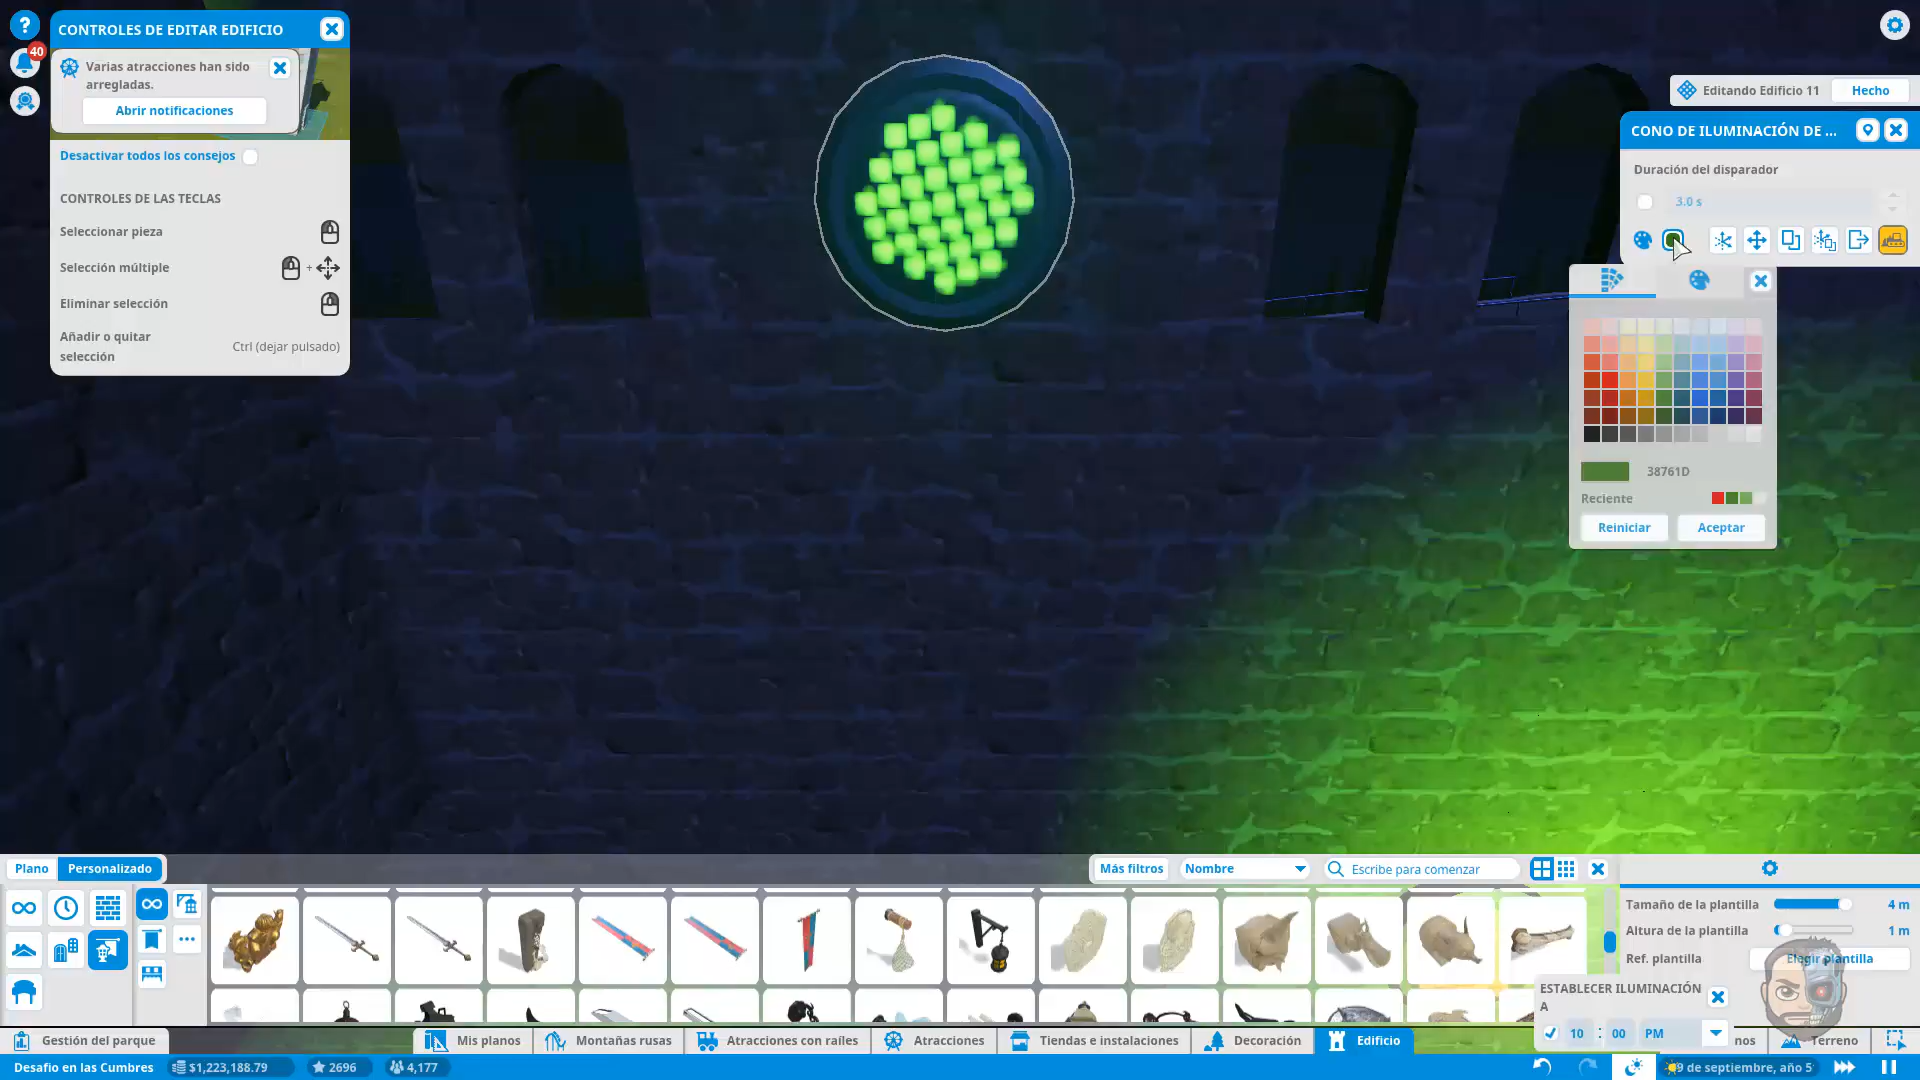 ?
40
CONTROLES DE EDITAR EDIFICIO
Varias atracciones han sido
arregladas.
Abrir notificaciones
Desactivar todos los consejos
CONTROLES DE LAS TECLAS
Seleccionar pieza
Selección múltiple
+
Eliminar selección
Añadir o quitar
selección
Ctrl (dejar pulsado)
Editando Edificio 11
Hecho
CONO DE ILUMINACIÓN DE ...
Duración del disparador
3.0 s
38761D
Reciente
Reiniciar
Aceptar
Plano
Personalizado
Más filtros
Nombre
Escribe para comenzar
Tamaño de la plantilla
4 m
Altura de la plantilla
1 m
Ref. plantilla
Elegir plantilla
ESTABLECER ILUMINACIÓN
A
10 : 00 PM
Gestión del parque
Mis planos
Montañas rusas
Atracciones con raíles
Atracciones
Tiendas e instalaciones
Decoración
Edificio
nos
Terreno
Desafio en las Cumbres
$1,223,188.79
2696
4,177
9 de septiembre, año 5